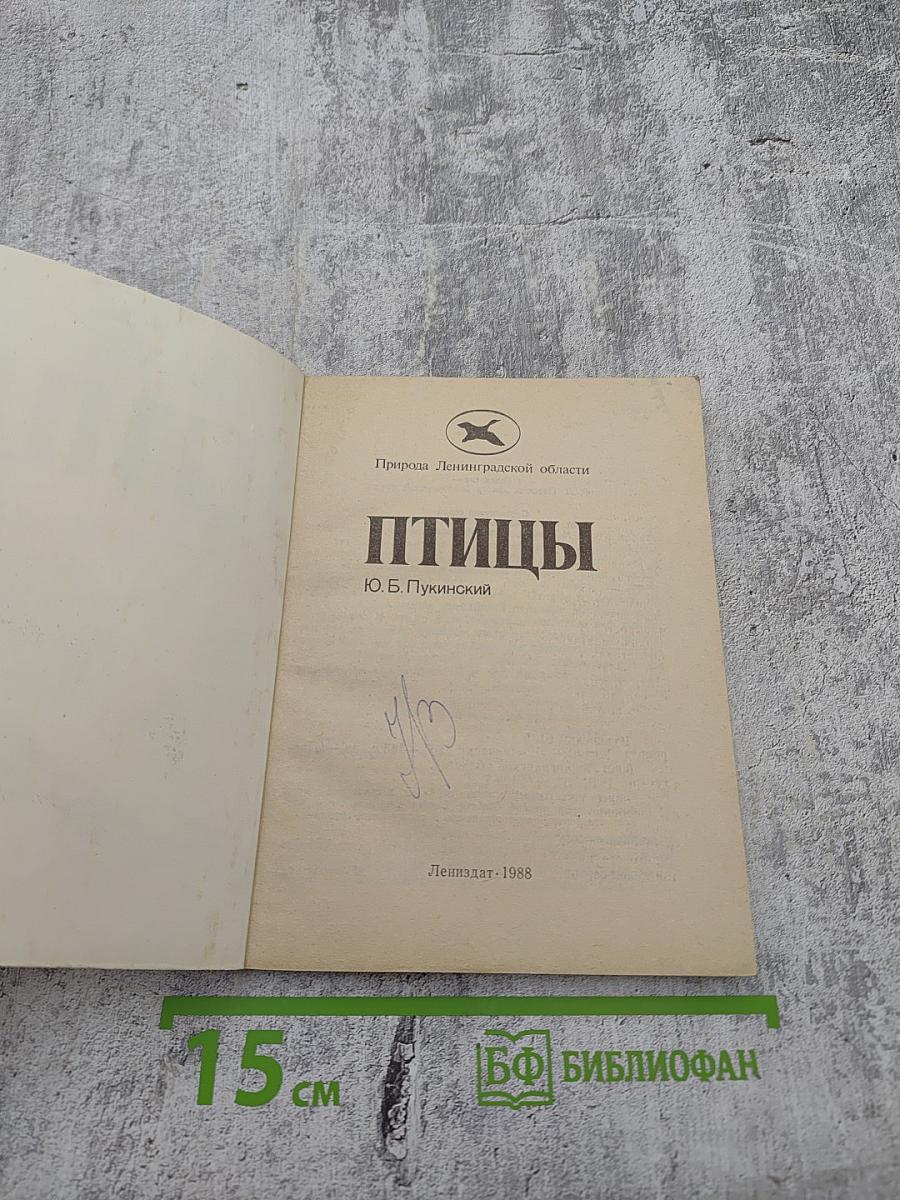 Природа Ленинградской области
ПТИЦЫ
Ю. Б. Пукинский
Лениздат · 1988
15 см
БФ БИБЛИОФАН